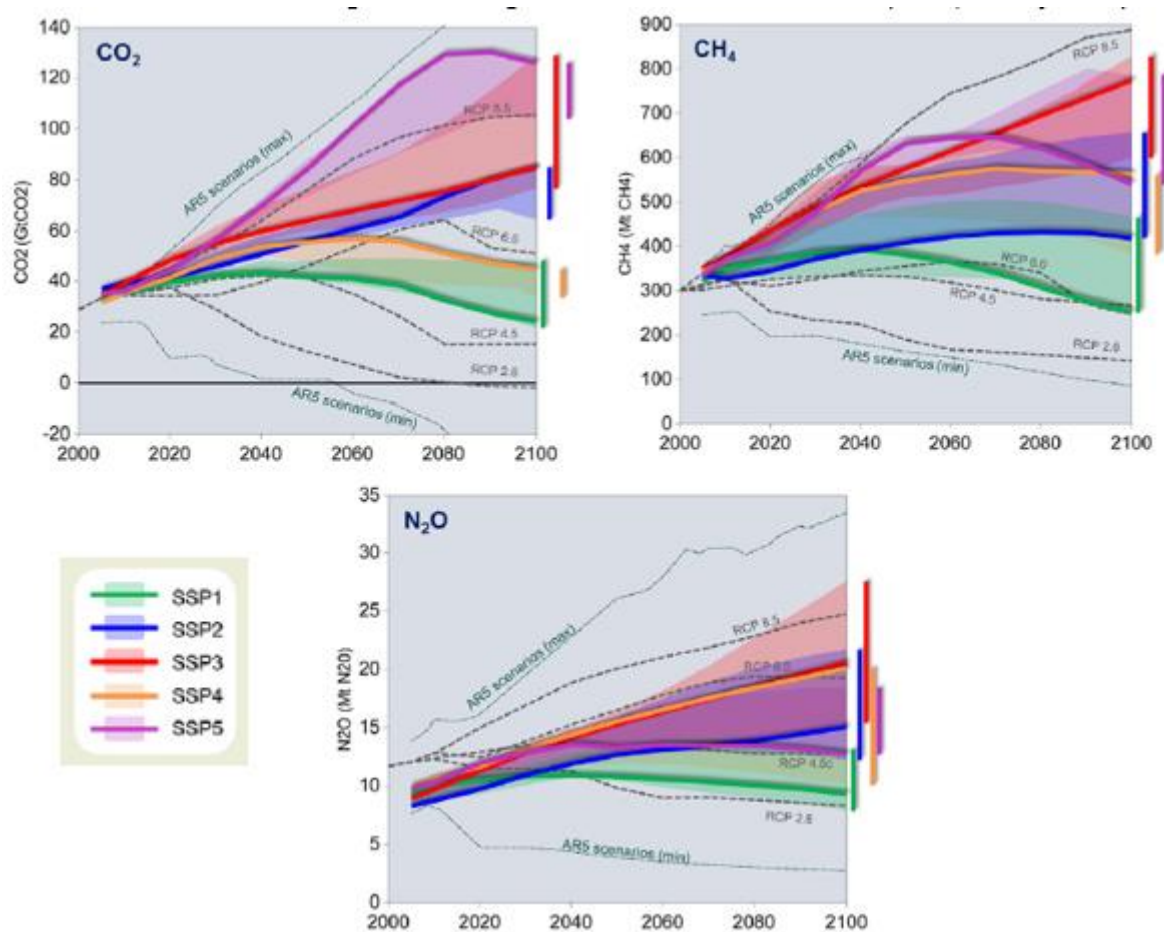 CO2
CO2 (GtCO2)
140
120
100
80
60
40
20
0
-20
2000
2020
2040
2060
2080
2100
AR5 scenarios (max)
RCP 8.5
RCP 6.0
RCP 4.5
RCP 2.6
AR5 scenarios (min)
CH4
CH4 (Mt CH4)
900
800
700
600
500
400
300
200
100
0
2000
2020
2040
2060
2080
2100
RCP 8.5
AR5 scenarios (max)
RCP 6.0
RCP 4.5
RCP 2.6
AR5 scenarios (min)
N2O
N2O (Mt N20)
35
30
25
20
15
10
5
0
2000
2020
2040
2060
2080
2100
AR5 scenarios (max)
RCP 8.5
RCP 6.0
RCP 4.5c
RCP 2.6
AR5 scenarios (min)
SSP1
SSP2
SSP3
SSP4
SSP5